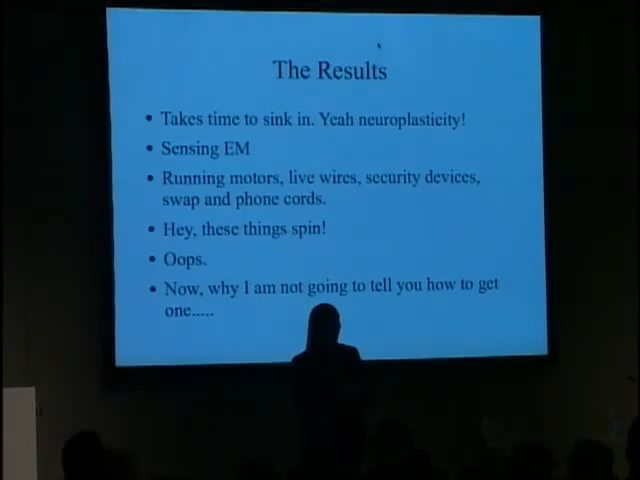 The Results
• Takes time to sink in. Yeah neuroplasticity!
• Sensing EM
• Running motors, live wires, security devices,
swap and phone cords.
• Hey, these things spin!
• Oops.
• Now, why I am not going to tell you how to get
one.....